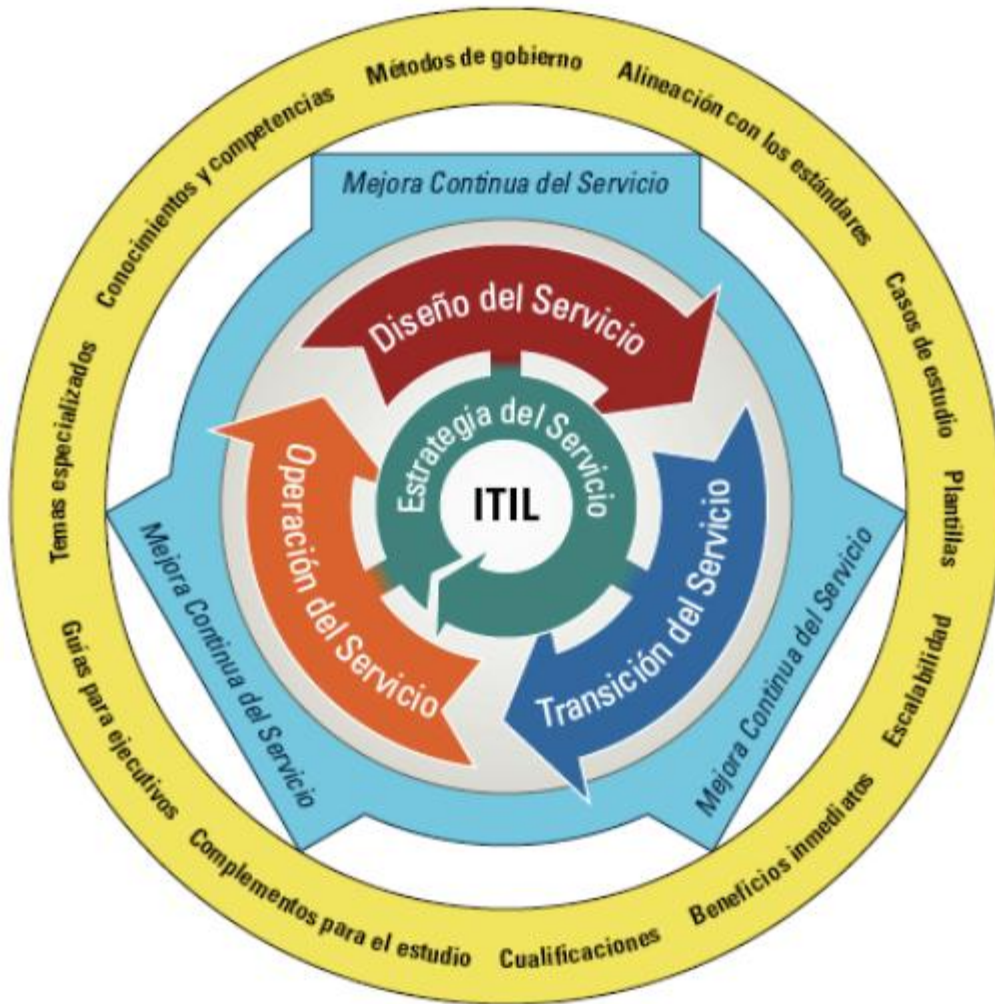 Métodos de gobierno
Alineación con los estándares
Casos de estudio
Plantillas
Escalabilidad
Beneficios inmediatos
Cualificaciones
Complementos para el estudio
Guías para ejecutivos
Temas especializados
Conocimientos y competencias
Mejora Continua del Servicio
Mejora Continua del Servicio
Mejora Continua del Servicio
Diseño del Servicio
Transición del Servicio
Operación del Servicio
Estrategia del Servicio
ITIL